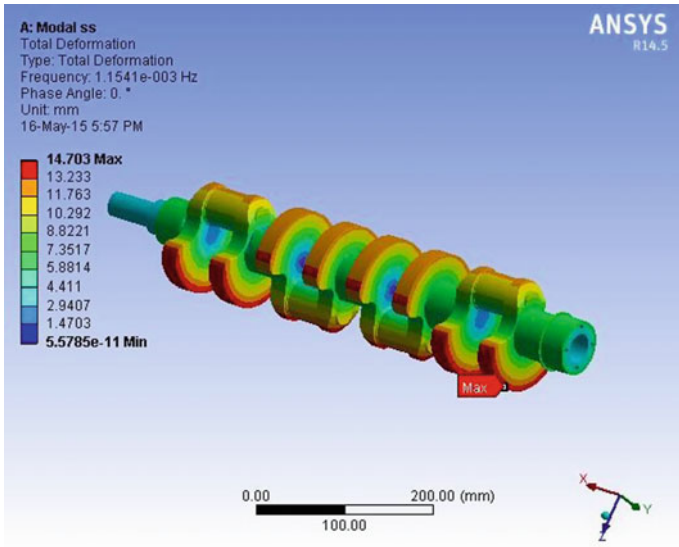 A: Modal ss
Total Deformation
Type: Total Deformation
Frequency: 1.1541e-003 Hz
Phase Angle: 0. °
Unit: mm
16-May-15 5:57 PM
ANSYS
R14.5
14.703 Max
13.233
11.763
10.292
8.8221
7.3517
5.8814
4.411
2.9407
1.4703
5.5785e-11 Min
Max
0.00
200.00 (mm)
100.00
X
Y
Z